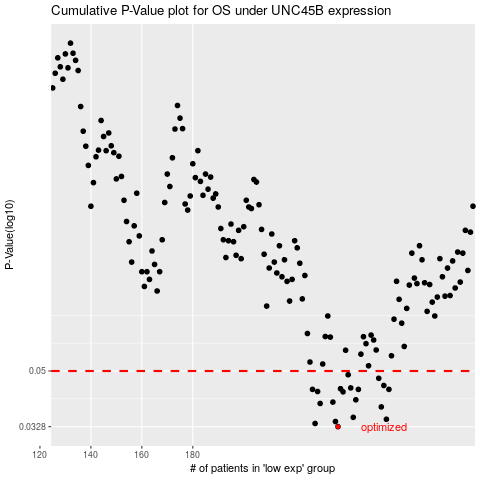 Cumulative P-Value plot for OS under UNC45B expression
P-Value(log10)
0.05
0.0328
optimized
120 140 160 180
# of patients in 'low exp' group